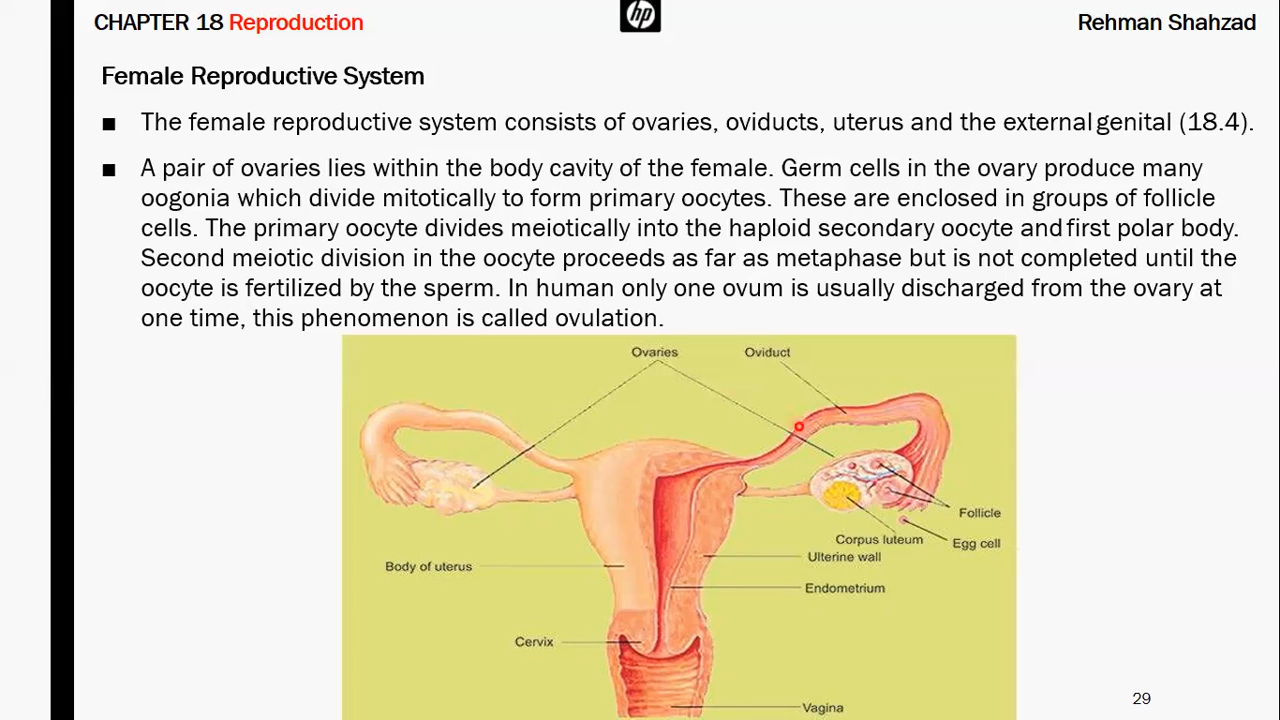 CHAPTER 18 Reproduction
hp
Rehman Shahzad
Female Reproductive System
■ The female reproductive system consists of ovaries, oviducts, uterus and the external genital (18.4).
■ A pair of ovaries lies within the body cavity of the female. Germ cells in the ovary produce many
oogonia which divide mitotically to form primary oocytes. These are enclosed in groups of follicle
cells. The primary oocyte divides meiotically into the haploid secondary oocyte and first polar body.
Second meiotic division in the oocyte proceeds as far as metaphase but is not completed until the
oocyte is fertilized by the sperm. In human only one ovum is usually discharged from the ovary at
one time, this phenomenon is called ovulation.
Ovaries
Oviduct
Follicle
Corpus luteum
Egg cell
Ulterine wall
Body of uterus
Endometrium
Cervix
Vagina
29